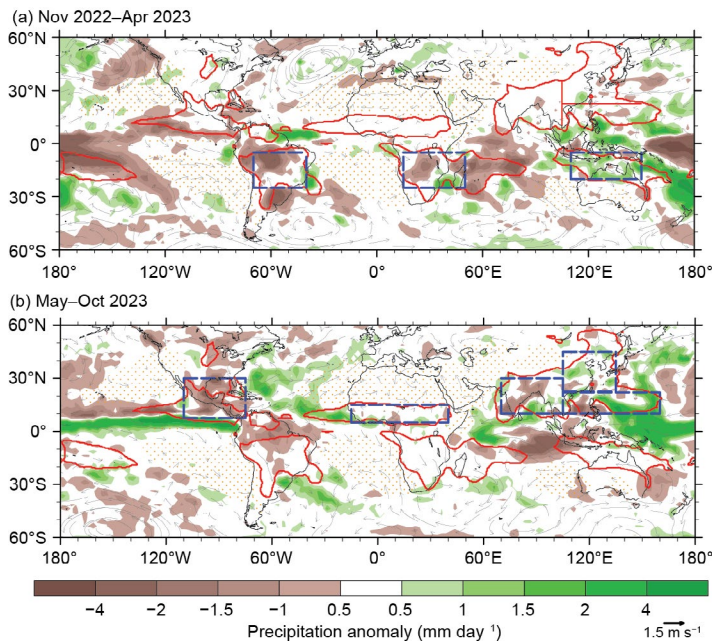 (a) Nov 2022–Apr 2023
60°N
30°N
0°
30°S
60°S
180° 120°W 60°W 0° 60°E 120°E 180°
(b) May–Oct 2023
60°N
30°N
0°
30°S
60°S
180° 120°W 60°W 0° 60°E 120°E 180°
−4 −2 −1.5 −1 0.5 0.5 1 1.5 2 4
Precipitation anomaly (mm day ¹) 1.5 m s⁻¹